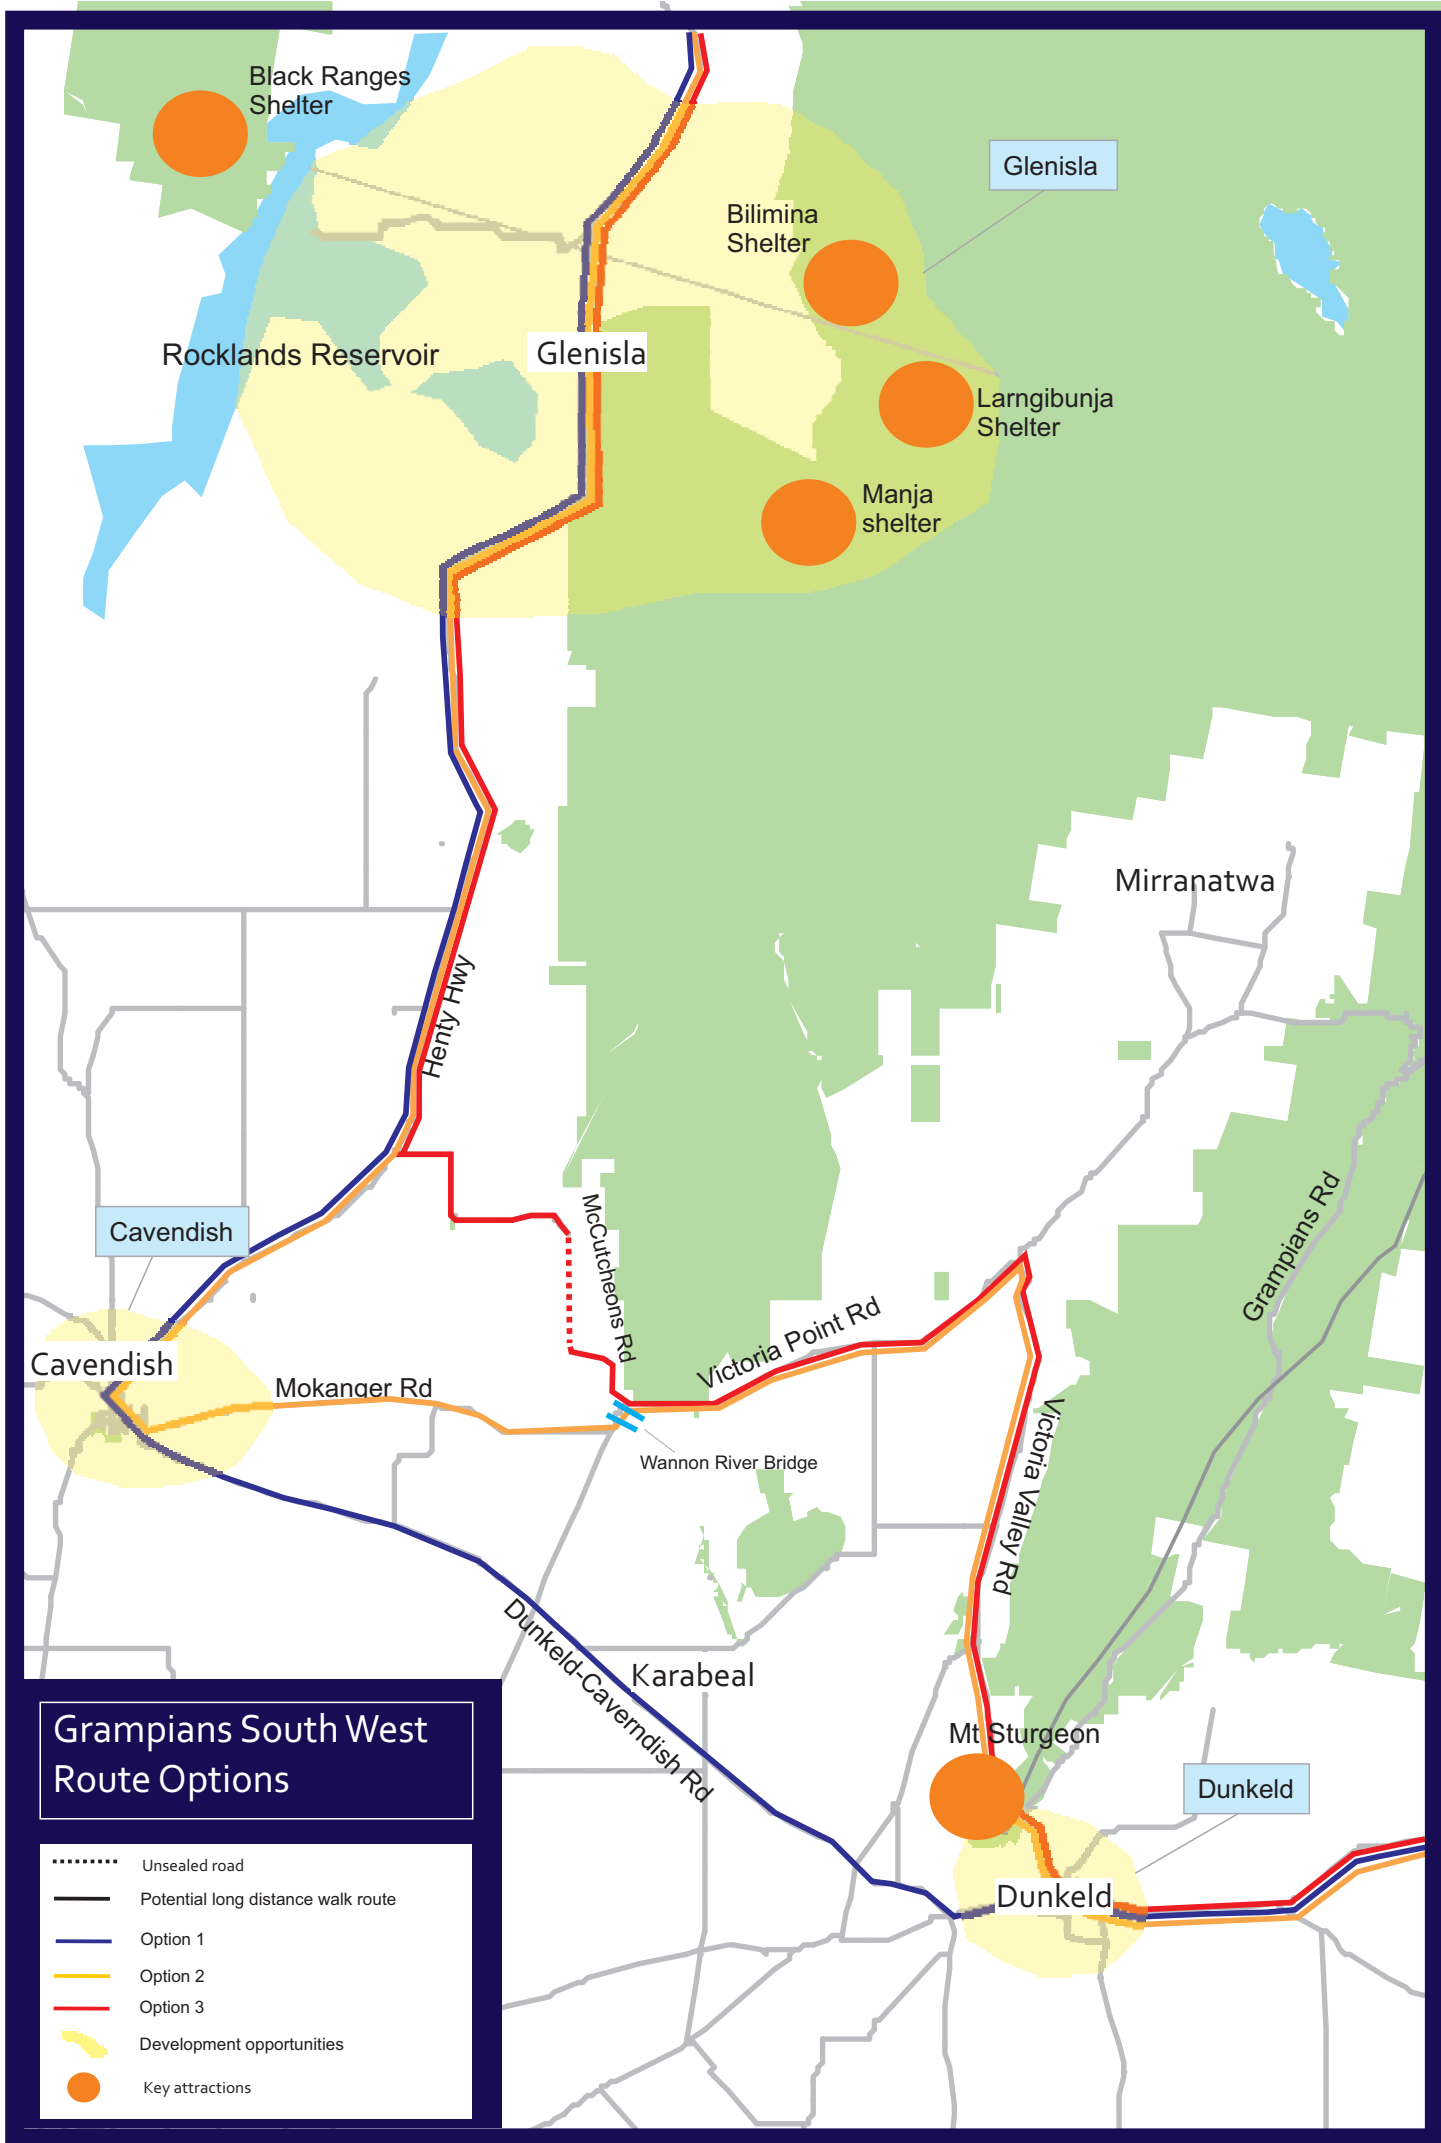 Black Ranges
Shelter
Glenisla
Bilimina
Shelter
Rocklands Reservoir
Glenisla
Larngibunja
Shelter
Manja
shelter
Mirranatwa
Henty Hwy
Grampians Rd
McCutcheons Rd
Cavendish
Cavendish
Victoria Point Rd
Mokanger Rd
Victoria Valley Rd
Wannon River Bridge
Dunkeld-Caverndish Rd
Karabeal
Mt Sturgeon
Dunkeld
Dunkeld
Grampians South West
Route Options
Unsealed road
Potential long distance walk route
Option 1
Option 2
Option 3
Development opportunities
Key attractions